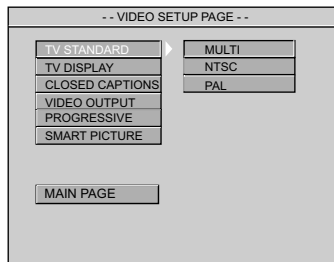 - - VIDEO SETUP PAGE - -
TV STANDARD
TV DISPLAY
CLOSED CAPTIONS
VIDEO OUTPUT
PROGRESSIVE
SMART PICTURE
MULTI
NTSC
PAL
MAIN PAGE